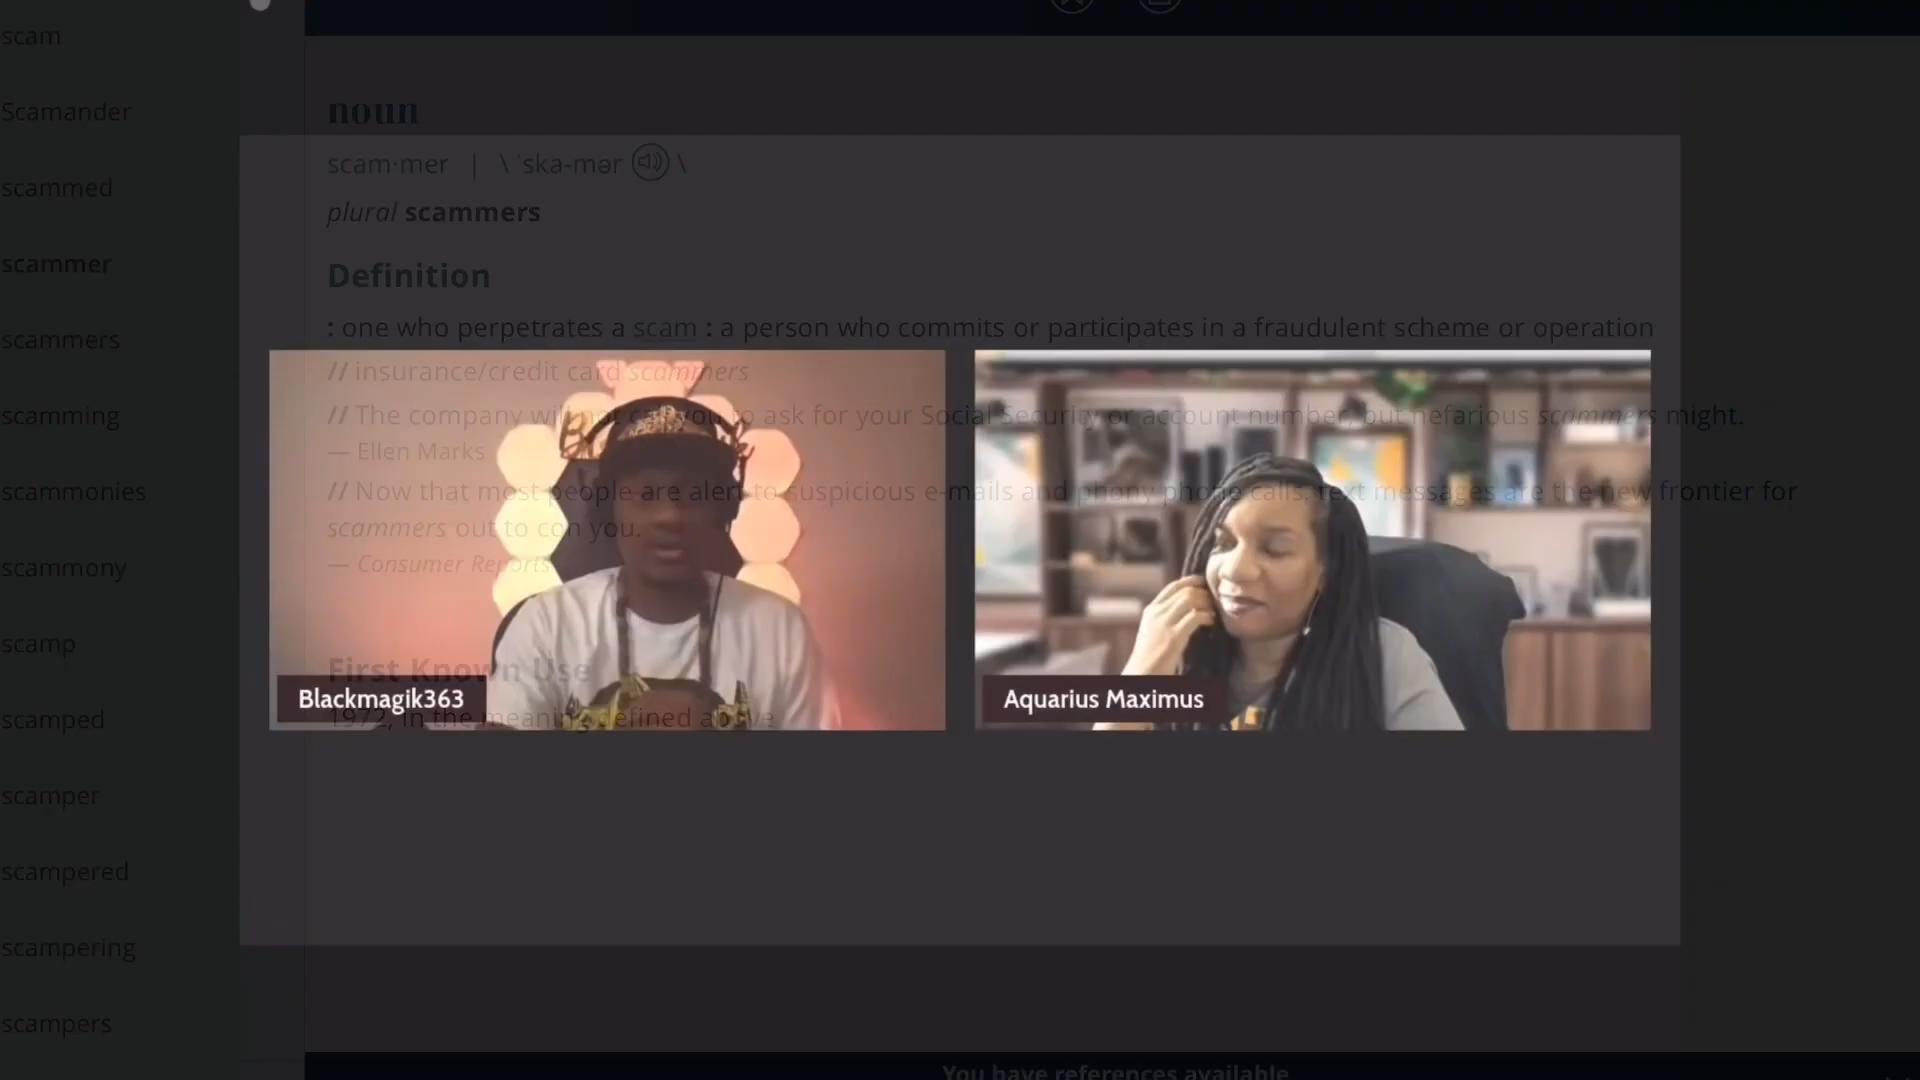 scam
Scamander
scammed
scammer
scammers
scamming
scammonies
scammony
scamp
scamped
scamper
scampered
scampering
scampers
noun
scam·mer | \ ˈska-mər \
plural scammers
Definition
: one who perpetrates a scam : a person who commits or participates in a fraudulent scheme or operation
// insurance/credit card scammers
// The company will not call you to ask for your Social Security or account number, but nefarious scammers might.
— Ellen Marks
// Now that most people are alert to suspicious e-mails and phony phone calls, text messages are the new frontier for
scammers out to con you.
— Consumer Reports
First Known Use
1972, in the meaning defined above
Blackmagik363
Aquarius Maximus
You have references available